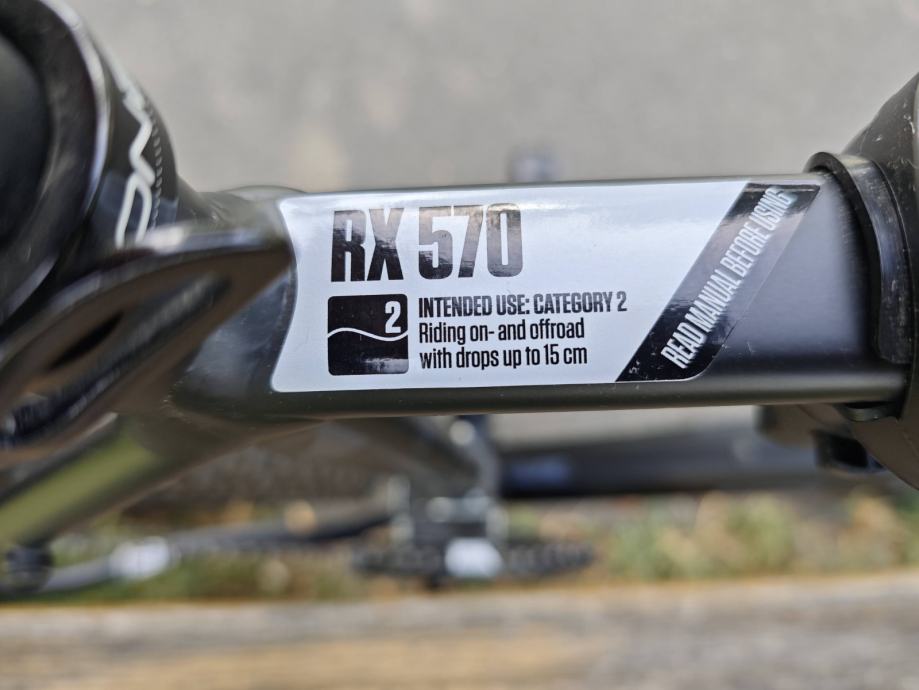 RX 570
2
INTENDED USE: CATEGORY 2
Riding on- and offroad
with drops up to 15 cm
READ MANUAL BEFORE USING